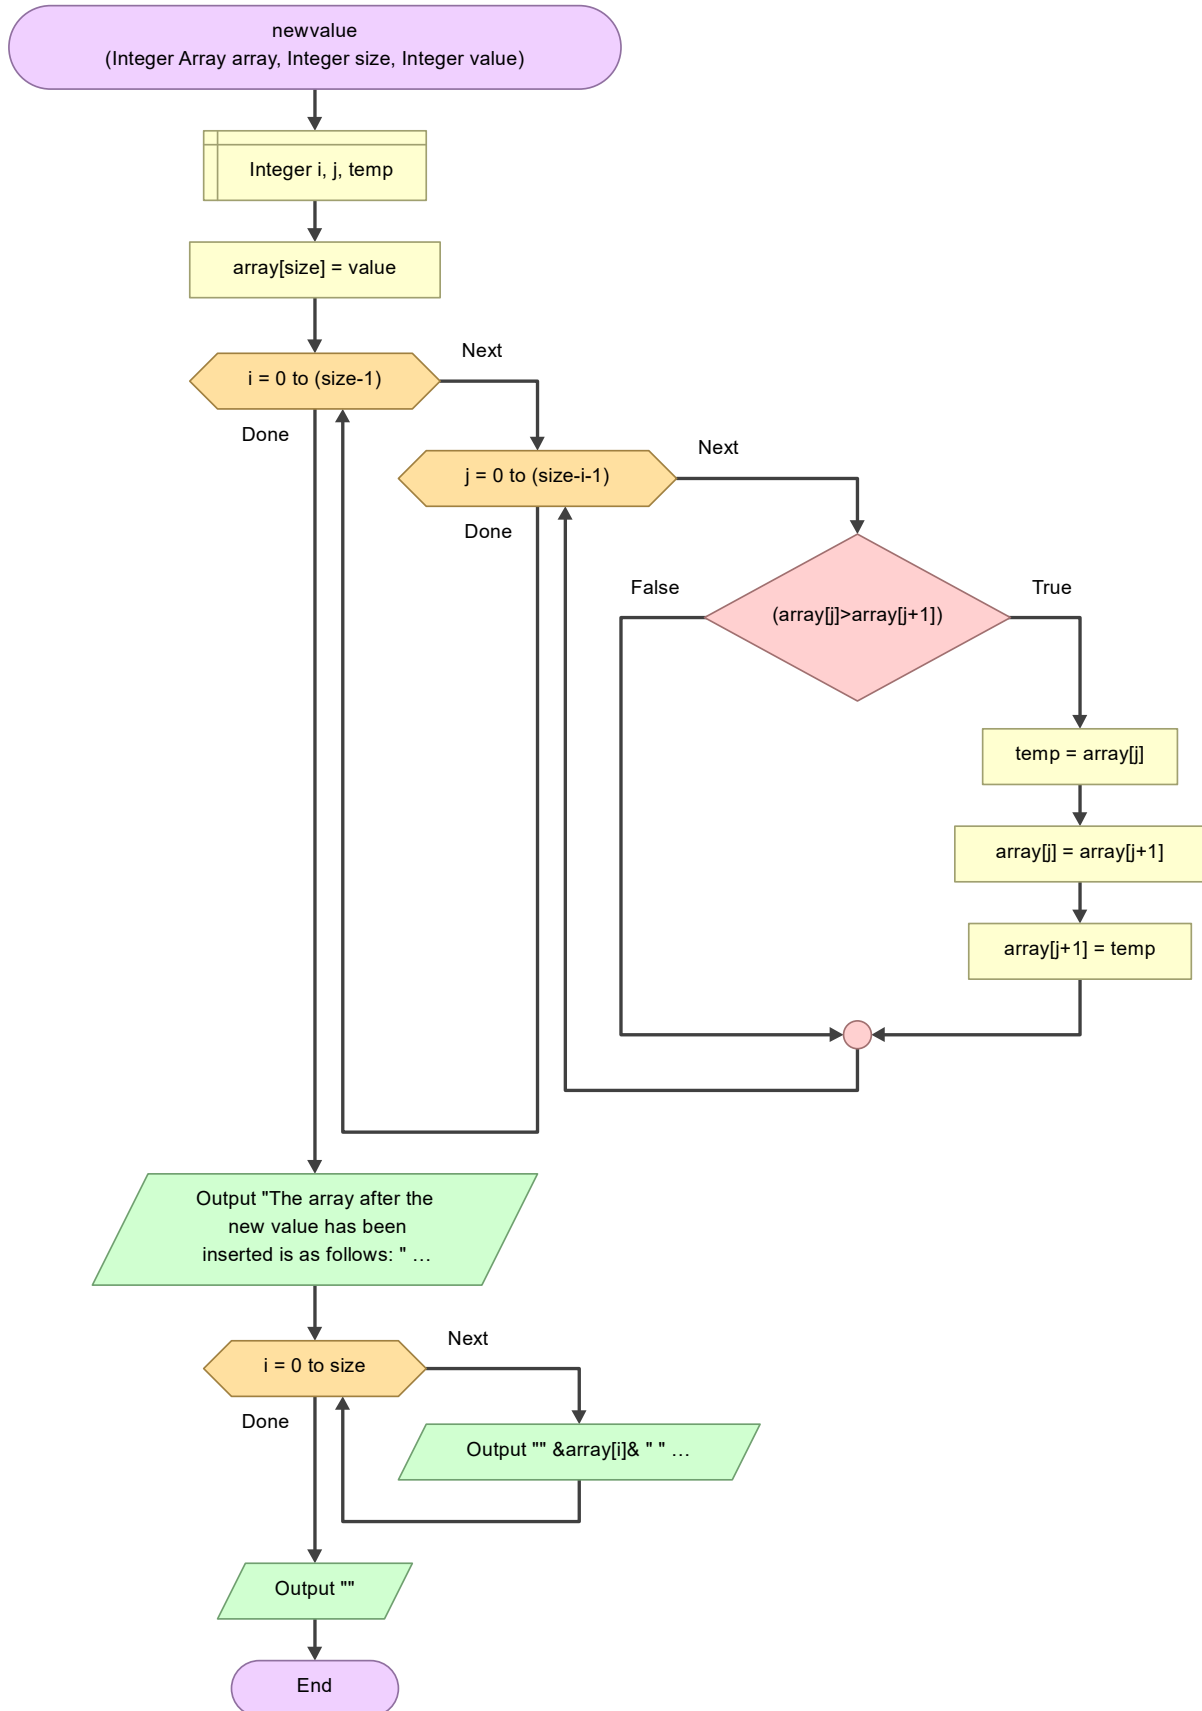 newvalue
(Integer Array array, Integer size, Integer value)
Integer i, j, temp
array[size] = value
i = 0 to (size-1)
Next
Done
j = 0 to (size-i-1)
Next
Done
(array[j]>array[j+1])
False
True
temp = array[j]
array[j] = array[j+1]
array[j+1] = temp
Output "The array after the
new value has been
inserted is as follows: " …
i = 0 to size
Next
Done
Output "" &array[i]& " " …
Output ""
End